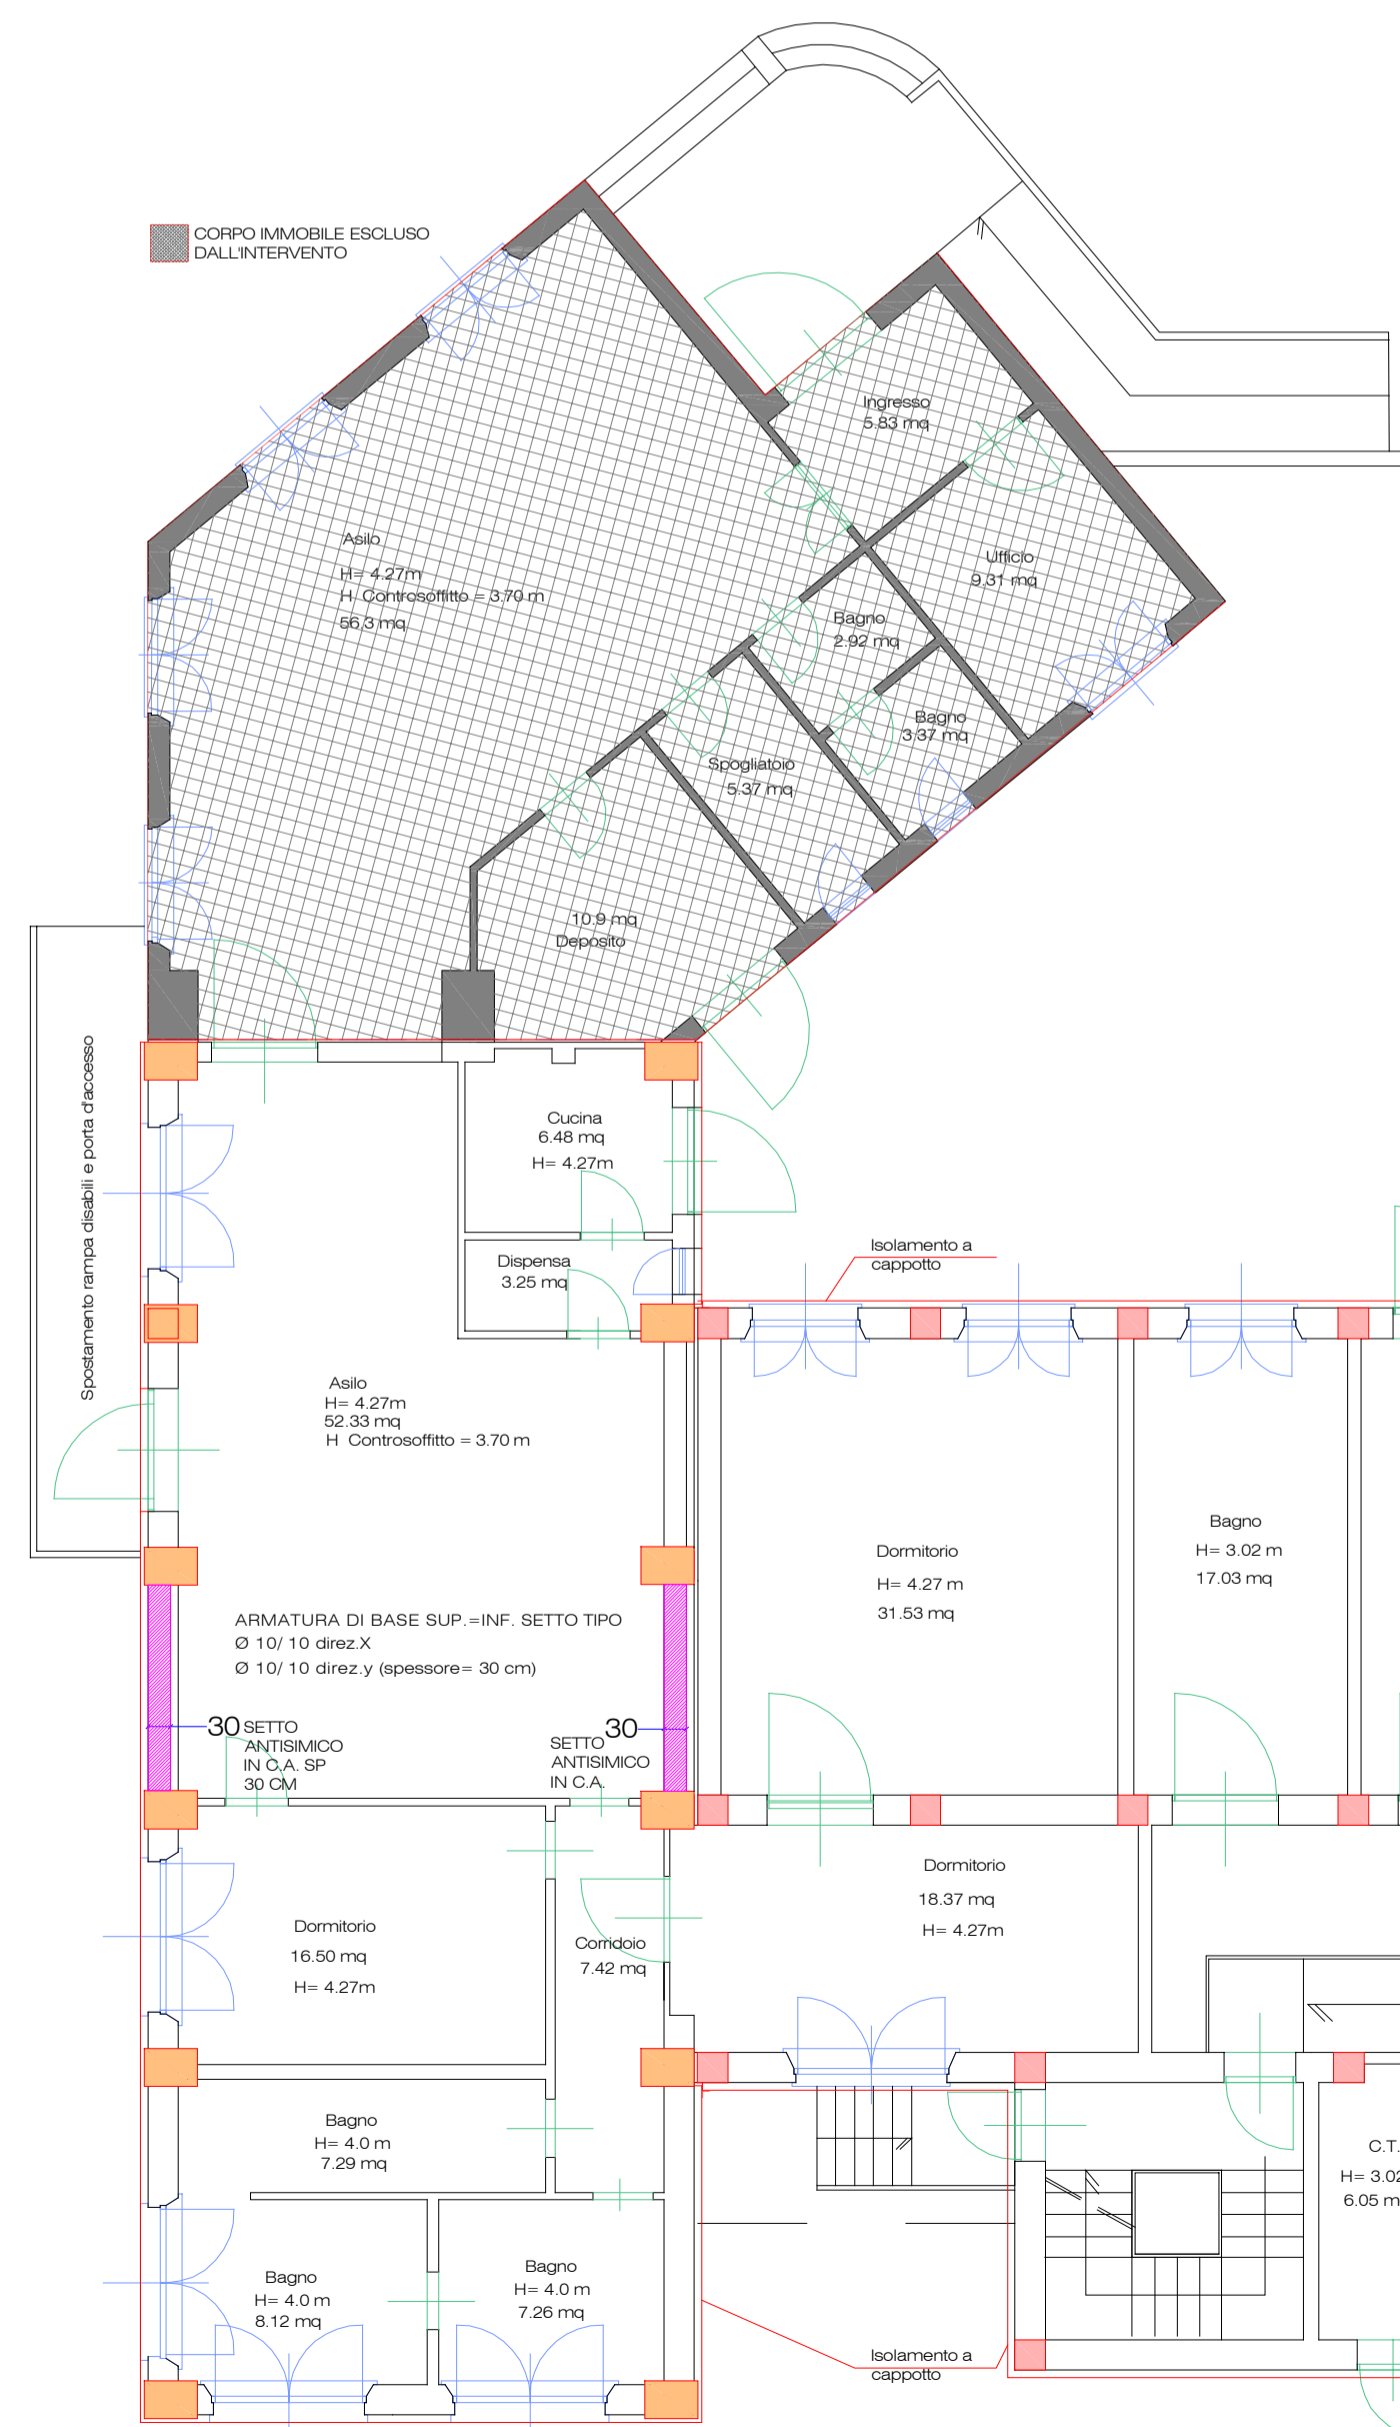 CORPO IMMOBILE ESCLUSO
DALL'INTERVENTO
Ingresso
5.83 mq
Asilo
H= 4.27m
H Controsoffitto = 3.70 m
56.3 mq
Ufficio
9.31 mq
Bagno
2.92 mq
Bagno
3.37 mq
Spogliatoio
5.37 mq
10.9 mq
Deposito
Spostamento rampa disabili e porta d'accesso
Cucina
6.48 mq
H= 4.27m
Dispensa
3.25 mq
Isolamento a
cappotto
Asilo
H= 4.27m
52.33 mq
H Controsoffitto = 3.70 m
Dormitorio
H= 4.27 m
31.53 mq
Bagno
H= 3.02 m
17.03 mq
ARMATURA DI BASE SUP.=INF. SETTO TIPO
Ø 10/ 10 direz.X
Ø 10/ 10 direz.y (spessore= 30 cm)
30
SETTO
ANTISIMICO
IN C.A. SP
30 CM
30
SETTO
ANTISIMICO
IN C.A.
Dormitorio
18.37 mq
H= 4.27m
Dormitorio
16.50 mq
H= 4.27m
Corridoio
7.42 mq
Bagno
H= 4.0 m
7.29 mq
C.T.
H= 3.02
6.05 m
Bagno
H= 4.0 m
8.12 mq
Bagno
H= 4.0 m
7.26 mq
Isolamento a
cappotto